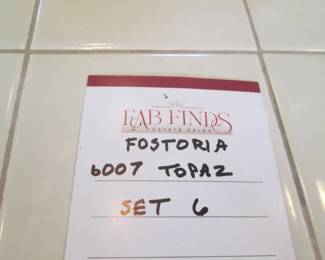 FAB FINDS
ESTATE SALES
FOSTORIA
6007 TOPAZ
SET 6